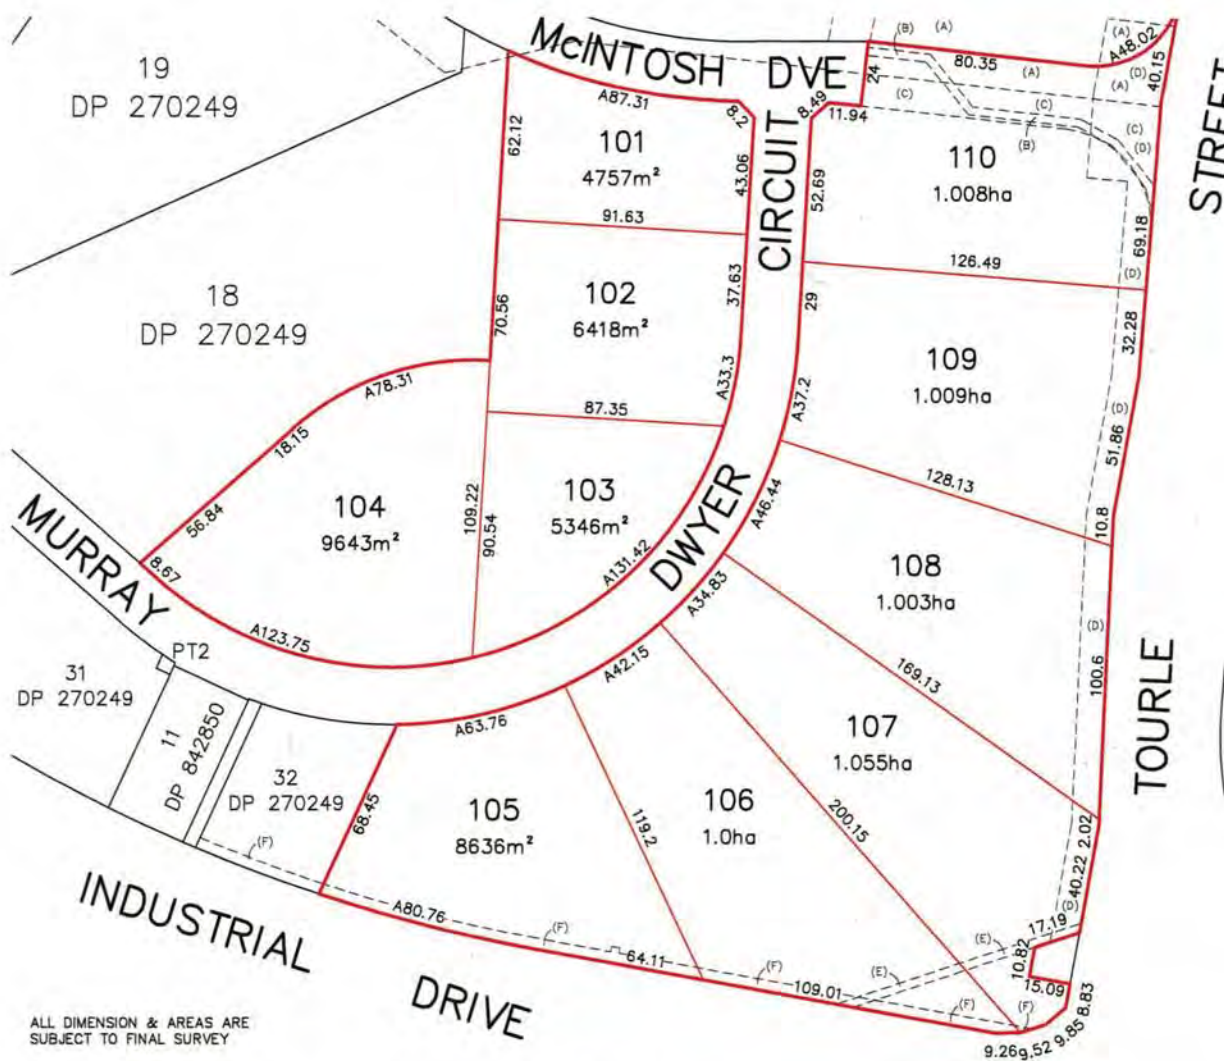 McINTOSH DVE
19
DP 270249
18
DP 270249
A87.31
8.2
8.49
11.94
24
80.35
A48.02
40.15
(A)
(A)
(A)
(A)
(B)
(B)
(C)
(C)
(C)
(D)
(D)
STREET
62.12
101
4757m²
43.06
91.63
CIRCUIT
52.69
110
1.008ha
69.18
126.49
(D)
70.56
102
6418m²
37.63
A33.3
87.35
29
A37.2
109
1.009ha
32.28
(D)
51.86
128.13
10.8
A78.31
18.15
56.84
8.67
104
9643m²
109.22
90.54
103
5346m²
A131.42
DWYER
A46.44
108
1.003ha
(D)
100.6
A34.83
169.13
MURRAY
A123.75
PT2
31
DP 270249
11
DP 842850
32
DP 270249
(F)
A42.15
A63.76
68.45
105
8636m²
119.2
106
1.0ha
107
1.055ha
200.15
TOURLE
2.02
40.22
(D)
17.19
10.82
15.09
8.83
9.85
9.52
9.26
(E)
(E)
(F)
(F)
(F)
(F)
A80.76
64.11
109.01
INDUSTRIAL DRIVE
ALL DIMENSION & AREAS ARE
SUBJECT TO FINAL SURVEY